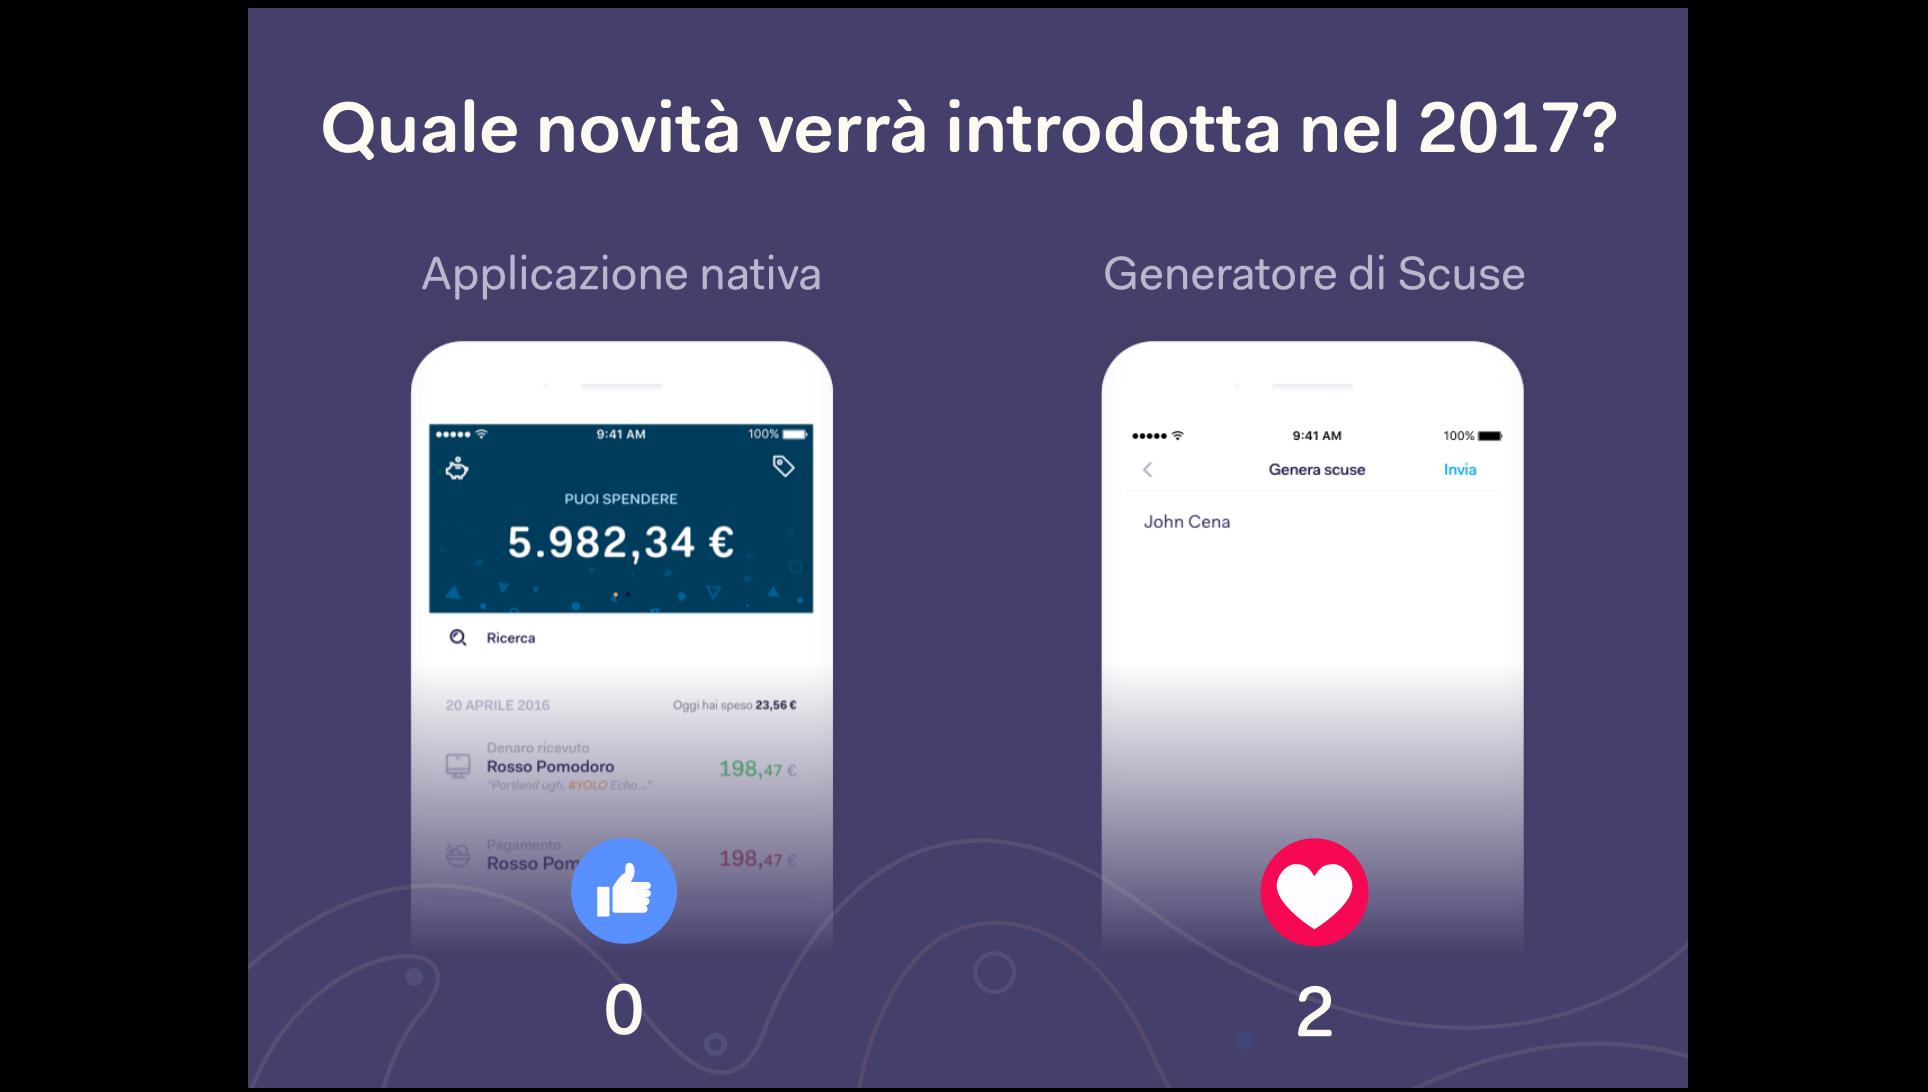 Quale novità verrà introdotta nel 2017?
Applicazione nativa
9:41 AM 100%
PUOI SPENDERE
5.982,34 €
Ricerca
20 APRILE 2016 Oggi hai speso 23,56 €
Denaro ricevuto
Rosso Pomodoro 198,47 €
"Portland ugh, #YOLO Echo..."
Pagamento
Rosso Pom 198,47 €
0
Generatore di Scuse
9:41 AM 100%
Genera scuse Invia
John Cena
2